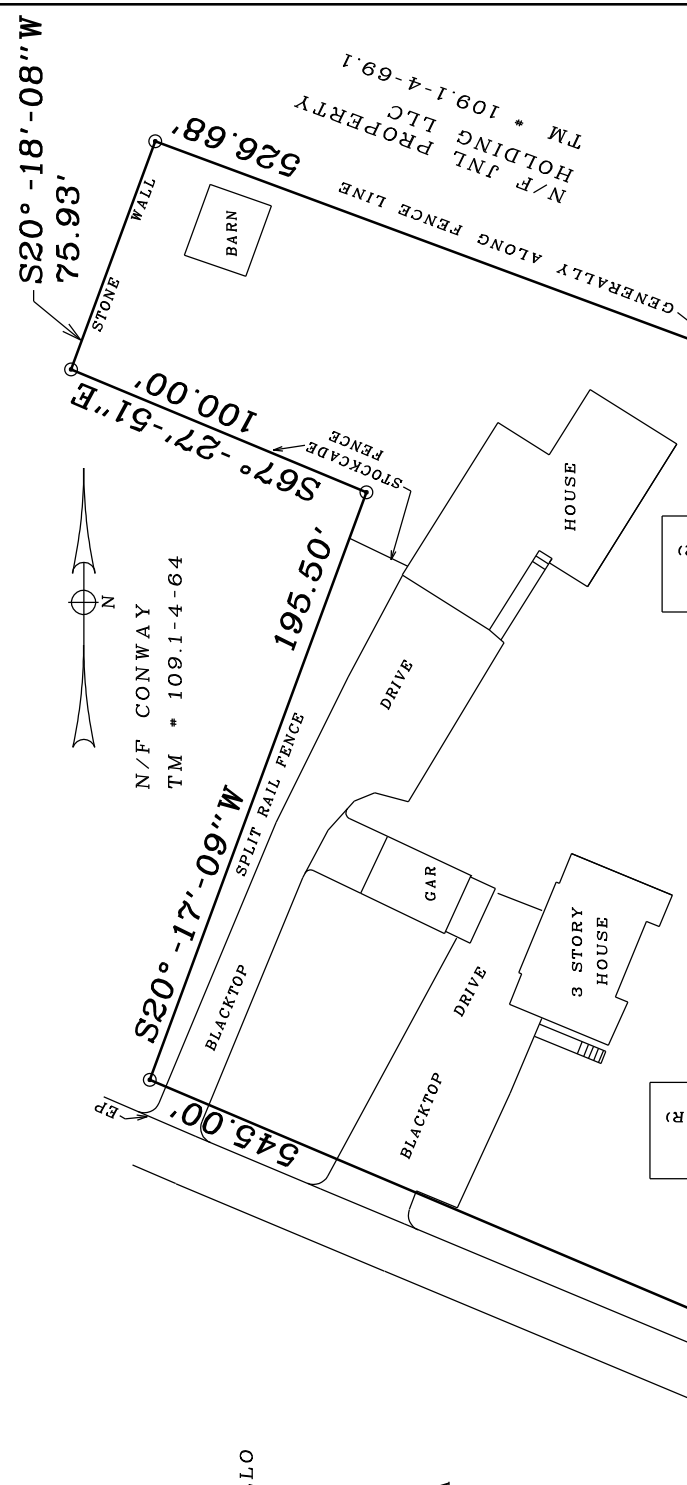 S20°-18'-08"W
75.93'
STONE WALL
526.68'
N/F JNL PROPERTY
HOLDING LLC
TM * 109.1-4-69.1
GENERALLY ALONG FENCE LINE
BARN
S67°-27'-51"E
100.00'
STOCKCADE
FENCE
HOUSE
N
N/F CONWAY
TM * 109.1-4-64
S20°-17'-09"W
195.50'
SPLIT RAIL FENCE
DRIVE
BLACKTOP
GAR
3 STORY
HOUSE
DRIVE
BLACKTOP
EP
545.00'
R)
LO